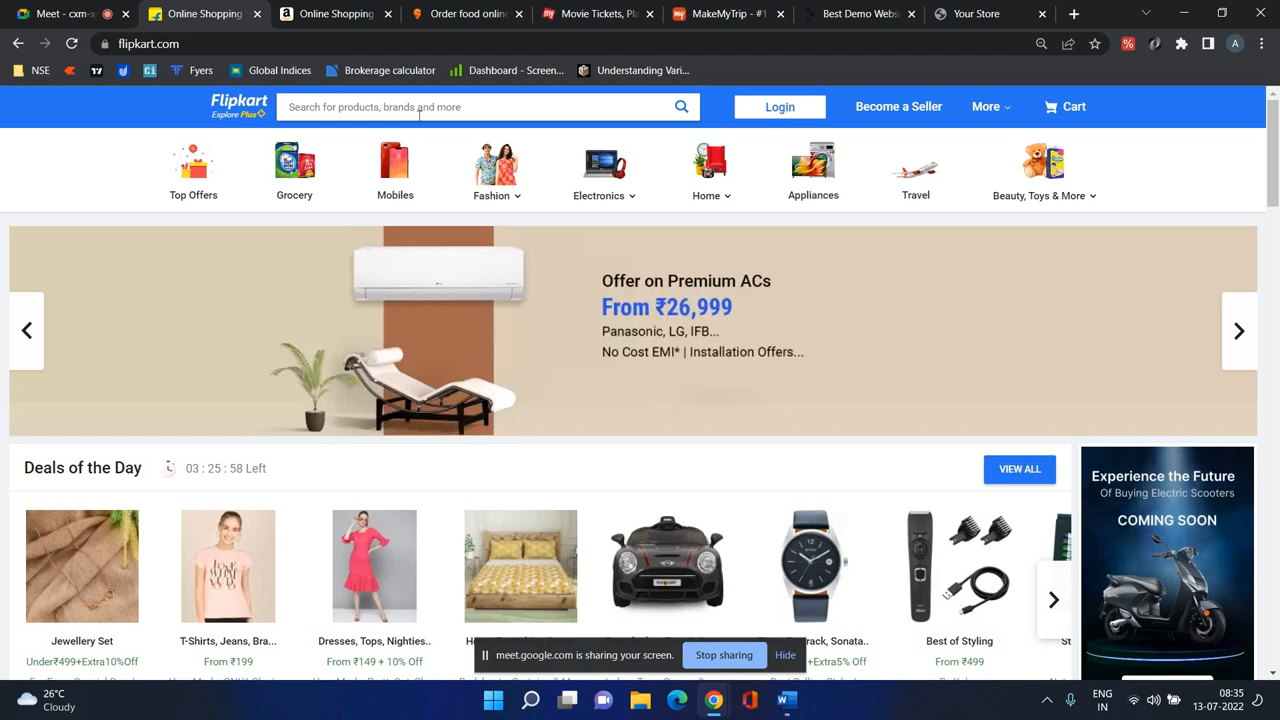 Meet - cxm-x
Online Shopping
Online Shopping
Order food onlin
Movie Tickets, Pla
MakeMyTrip - #1
Best Demo Webs
Your Store
flipkart.com
A
NSE
Fyers
Global Indices
Brokerage calculator
Dashboard - Screen...
Understanding Vari...
Flipkart
Explore Plus
Search for products, brands and more
Login
Become a Seller
More
Cart
Top Offers
Grocery
Mobiles
Fashion
Electronics
Home
Appliances
Travel
Beauty, Toys & More
Offer on Premium ACs
From ₹26,999
Panasonic, LG, IFB...
No Cost EMI* | Installation Offers...
Deals of the Day
03 : 25 : 58 Left
VIEW ALL
Experience the Future
Of Buying Electric Scooters
COMING SOON
Jewellery Set
T-Shirts, Jeans, Bra...
Dresses, Tops, Nighties..
rack, Sonata..
Best of Styling
Under₹499+Extra10%Off
From ₹199
From ₹149 + 10% Off
+Extra5% Off
From ₹499
meet.google.com is sharing your screen.
Stop sharing
Hide
26°C
Cloudy
ENG
IN
08:35
13-07-2022